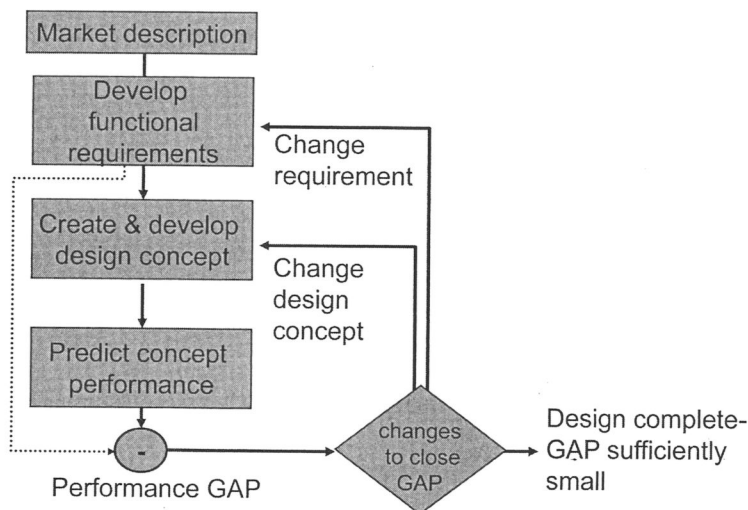 Market description
Develop
functional
requirements
Change
requirement
Create & develop
design concept
Change
design
concept
Predict concept
performance
-
Performance GAP
changes
to close
GAP
Design complete-
GAP sufficiently
small